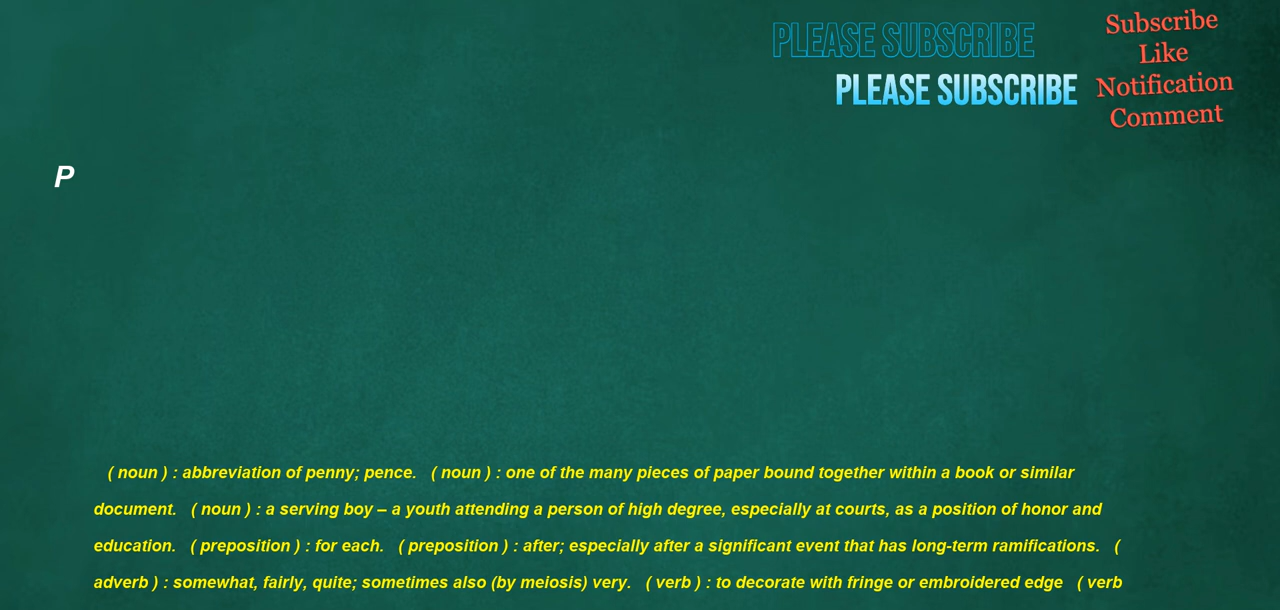 PLEASE SUBSCRIBE
PLEASE SUBSCRIBE
Subscribe
Like
Notification
Comment
P
( noun ) : abbreviation of penny; pence. ( noun ) : one of the many pieces of paper bound together within a book or similar
document. ( noun ) : a serving boy – a youth attending a person of high degree, especially at courts, as a position of honor and
education. ( preposition ) : for each. ( preposition ) : after; especially after a significant event that has long-term ramifications. (
adverb ) : somewhat, fairly, quite; sometimes also (by meiosis) very. ( verb ) : to decorate with fringe or embroidered edge ( verb